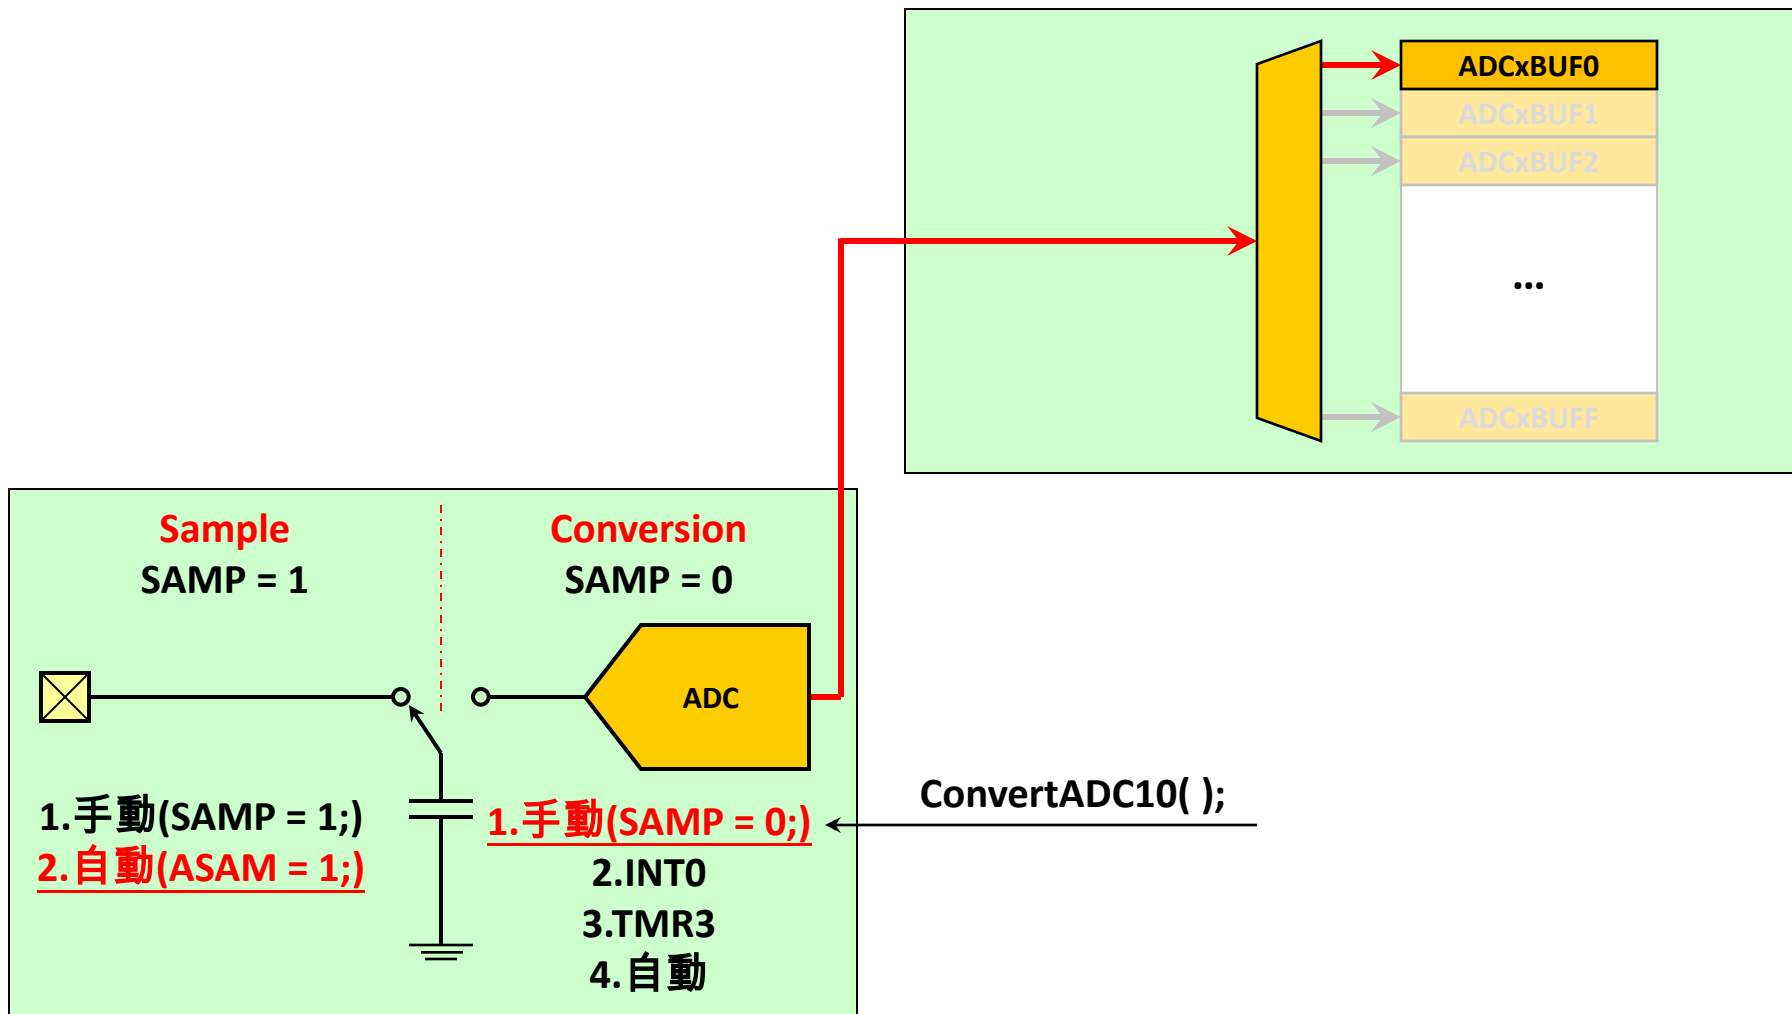 ADCxBUF0
ADCxBUF1
ADCxBUF2
...
ADCxBUFF
Sample
SAMP = 1
Conversion
SAMP = 0
ADC
1.手動(SAMP = 1;)
2.自動(ASAM = 1;)
1.手動(SAMP = 0;)
2.INT0
3.TMR3
4.自動
ConvertADC10( );